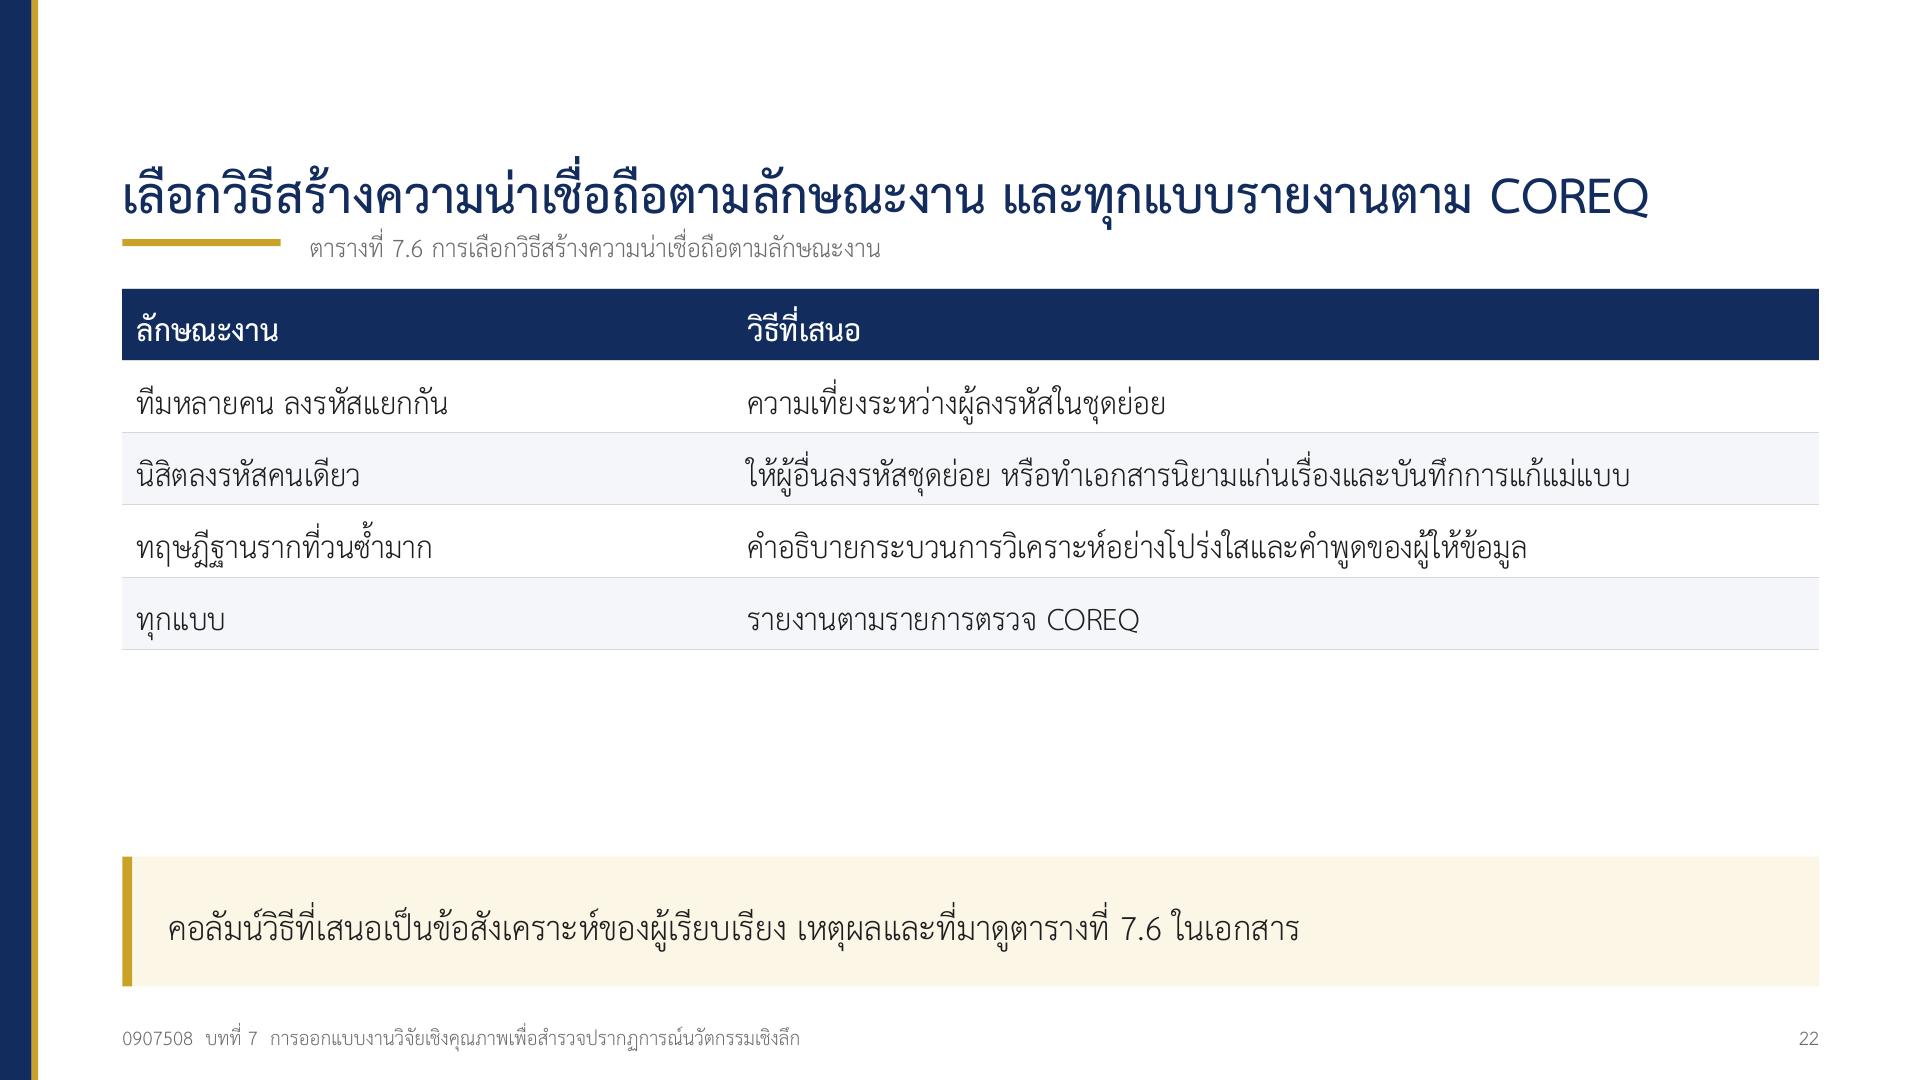 เลือกวิธีสร้างความน่าเชื่อถือตามลักษณะงาน และทุกแบบรายงานตาม COREQ
ตารางที่ 7.6 การเลือกวิธีสร้างความน่าเชื่อถือตามลักษณะงาน
ลักษณะงาน วิธีที่เสนอ
ทีมหลายคน ลงรหัสแยกกัน ความเที่ยงระหว่างผู้ลงรหัสในชุดย่อย
นิสิตลงรหัสคนเดียว ให้ผู้อื่นลงรหัสชุดย่อย หรือทำเอกสารนิยามแก่นเรื่องและบันทึกการแก้แม่แบบ
ทฤษฎีฐานรากที่วนซ้ำมาก คำอธิบายกระบวนการวิเคราะห์อย่างโปร่งใสและคำพูดของผู้ให้ข้อมูล
ทุกแบบ รายงานตามรายการตรวจ COREQ
คอลัมน์วิธีที่เสนอเป็นข้อสังเคราะห์ของผู้เรียบเรียง เหตุผลและที่มาดูตารางที่ 7.6 ในเอกสาร
0907508 บทที่ 7 การออกแบบงานวิจัยเชิงคุณภาพเพื่อสำรวจปรากฏการณ์นวัตกรรมเชิงลึก 22